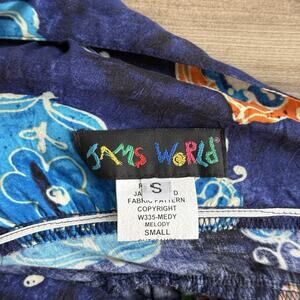 JAMS WORLD®
S
FABRIC PATTERN
COPYRIGHT
W335-MEDY
MELODY
SMALL